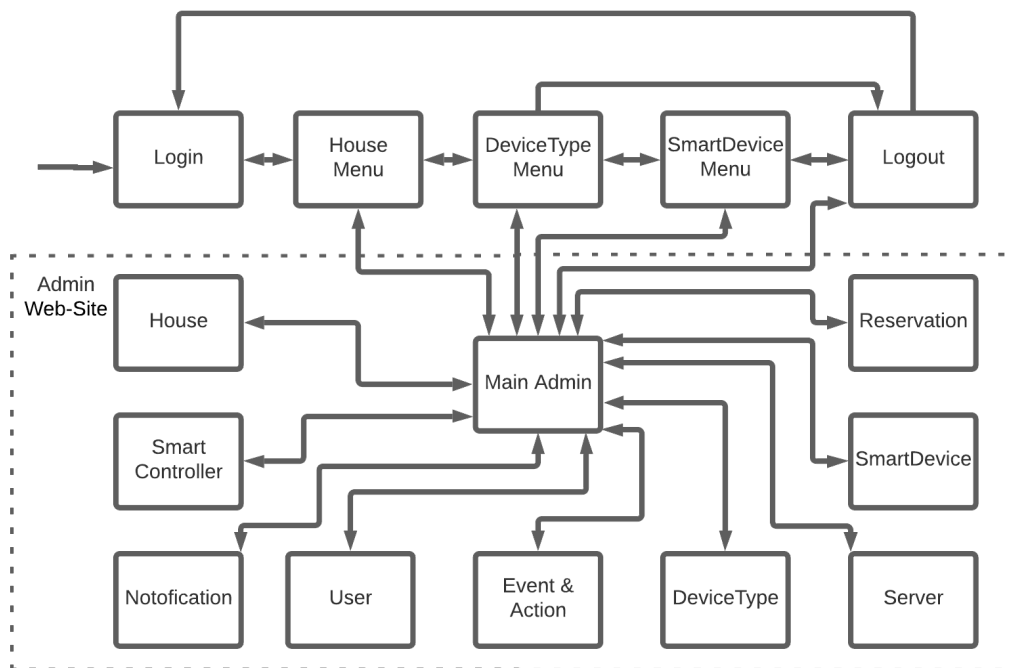 Login
House
Menu
DeviceType
Menu
SmartDevice
Menu
Logout
Admin
Web-Site
House
Main Admin
Reservation
Smart
Controller
SmartDevice
Notofication
User
Event &
Action
DeviceType
Server